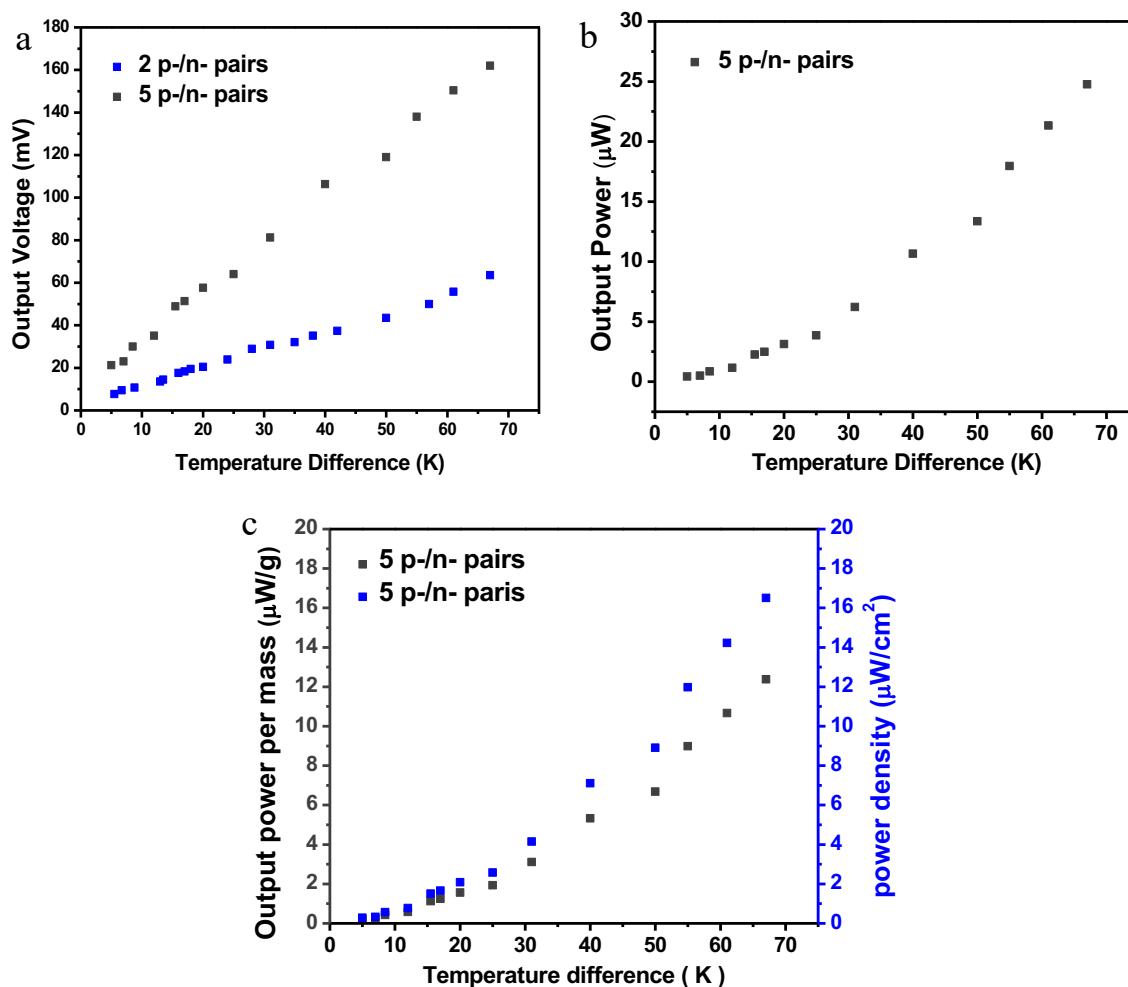 a
2 p-/n- pairs
5 p-/n- pairs
Output Voltage (mV)
0
20
40
60
80
100
120
140
160
180
0 10 20 30 40 50 60 70
Temperature Difference (K)
b
5 p-/n- pairs
Output Power (μW)
0
5
10
15
20
25
30
0 10 20 30 40 50 60 70
Temperature Difference (K)
c
5 p-/n- pairs
5 p-/n- paris
Output power per mass (μW/g)
0
2
4
6
8
10
12
14
16
18
20
power density (μW/cm²)
0
2
4
6
8
10
12
14
16
18
20
0 10 20 30 40 50 60 70
Temperature difference ( K )